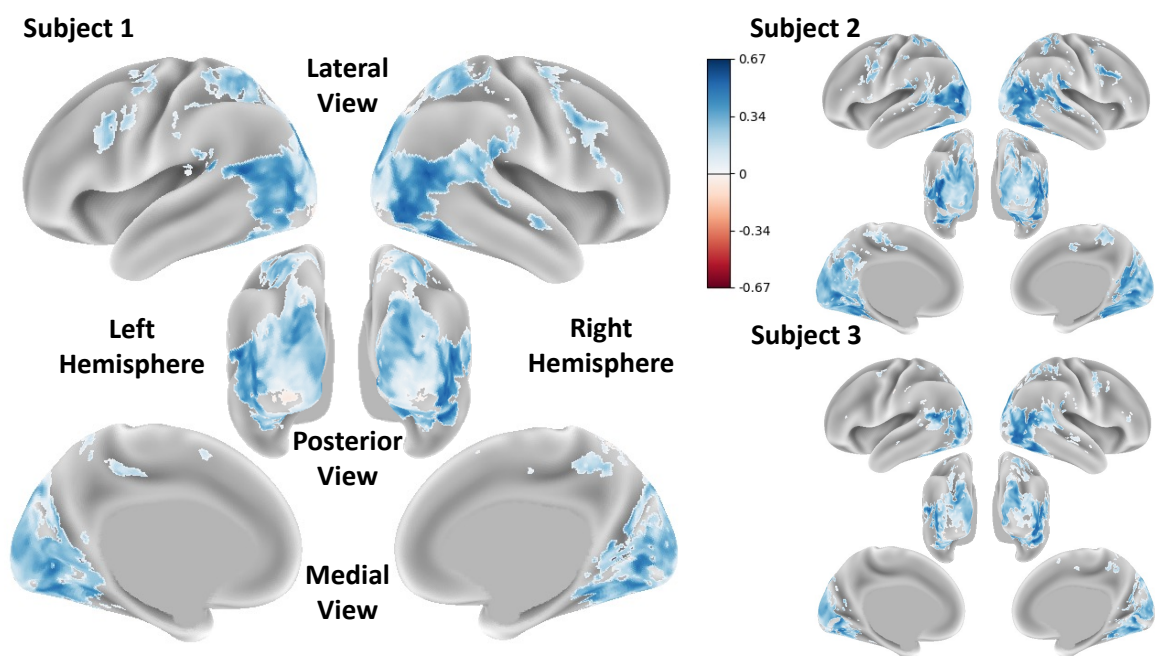 Subject 1
Lateral
View
Left
Hemisphere
Right
Hemisphere
Posterior
View
Medial
View
0.67
0.34
0
-0.34
-0.67
Subject 2
Subject 3